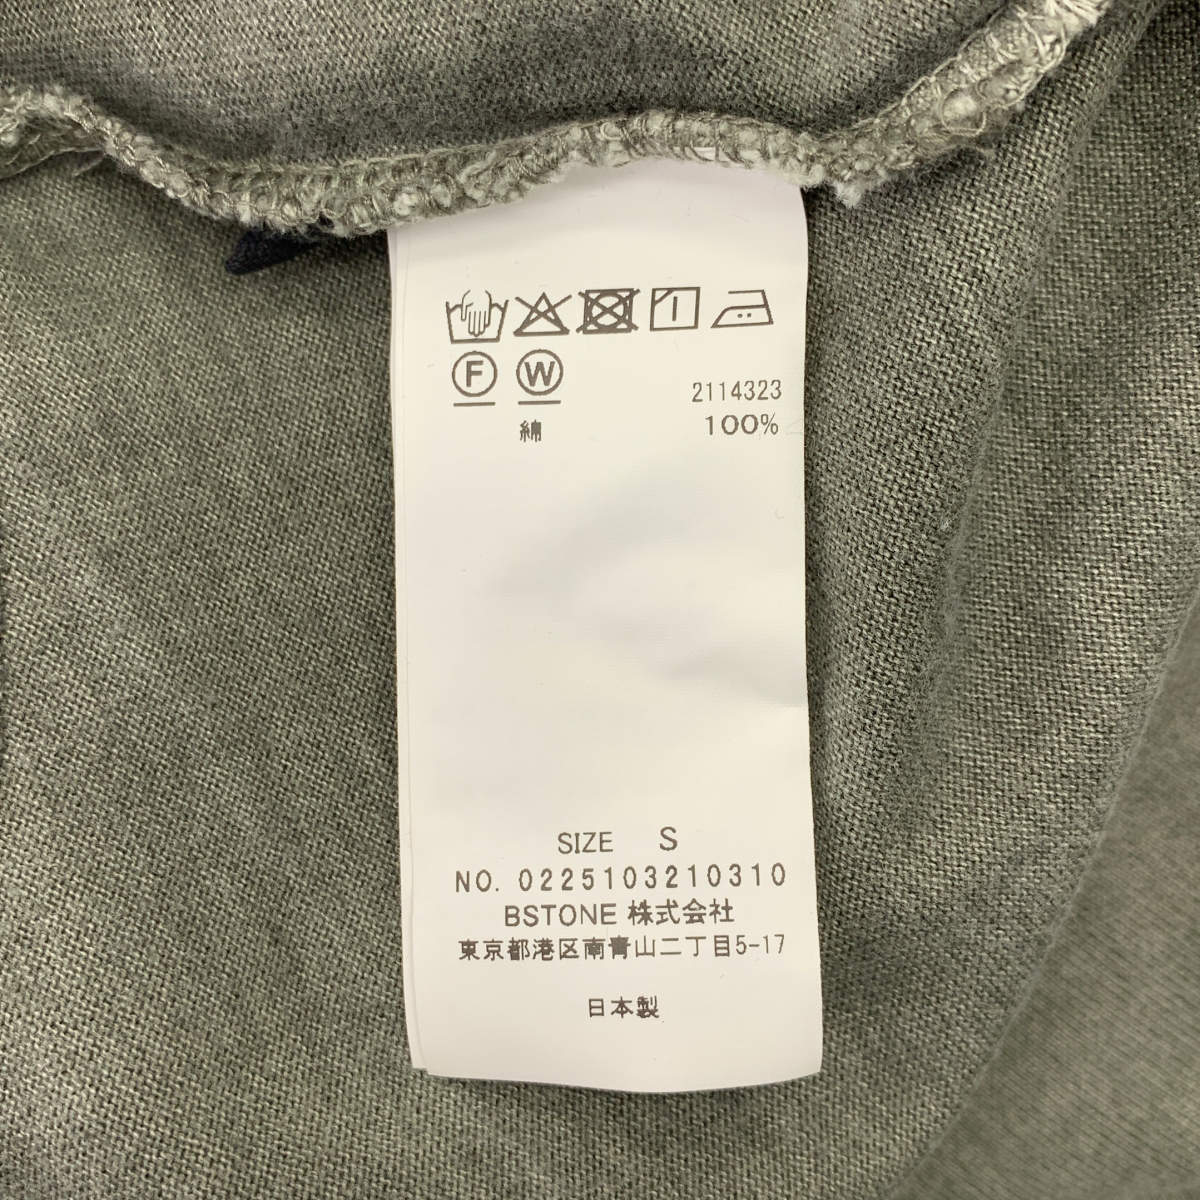 F W 2114323
綿 100%
SIZE S
NO. 0225103210310
BSTONE 株式会社
東京都港区南青山二丁目5-17
日本製